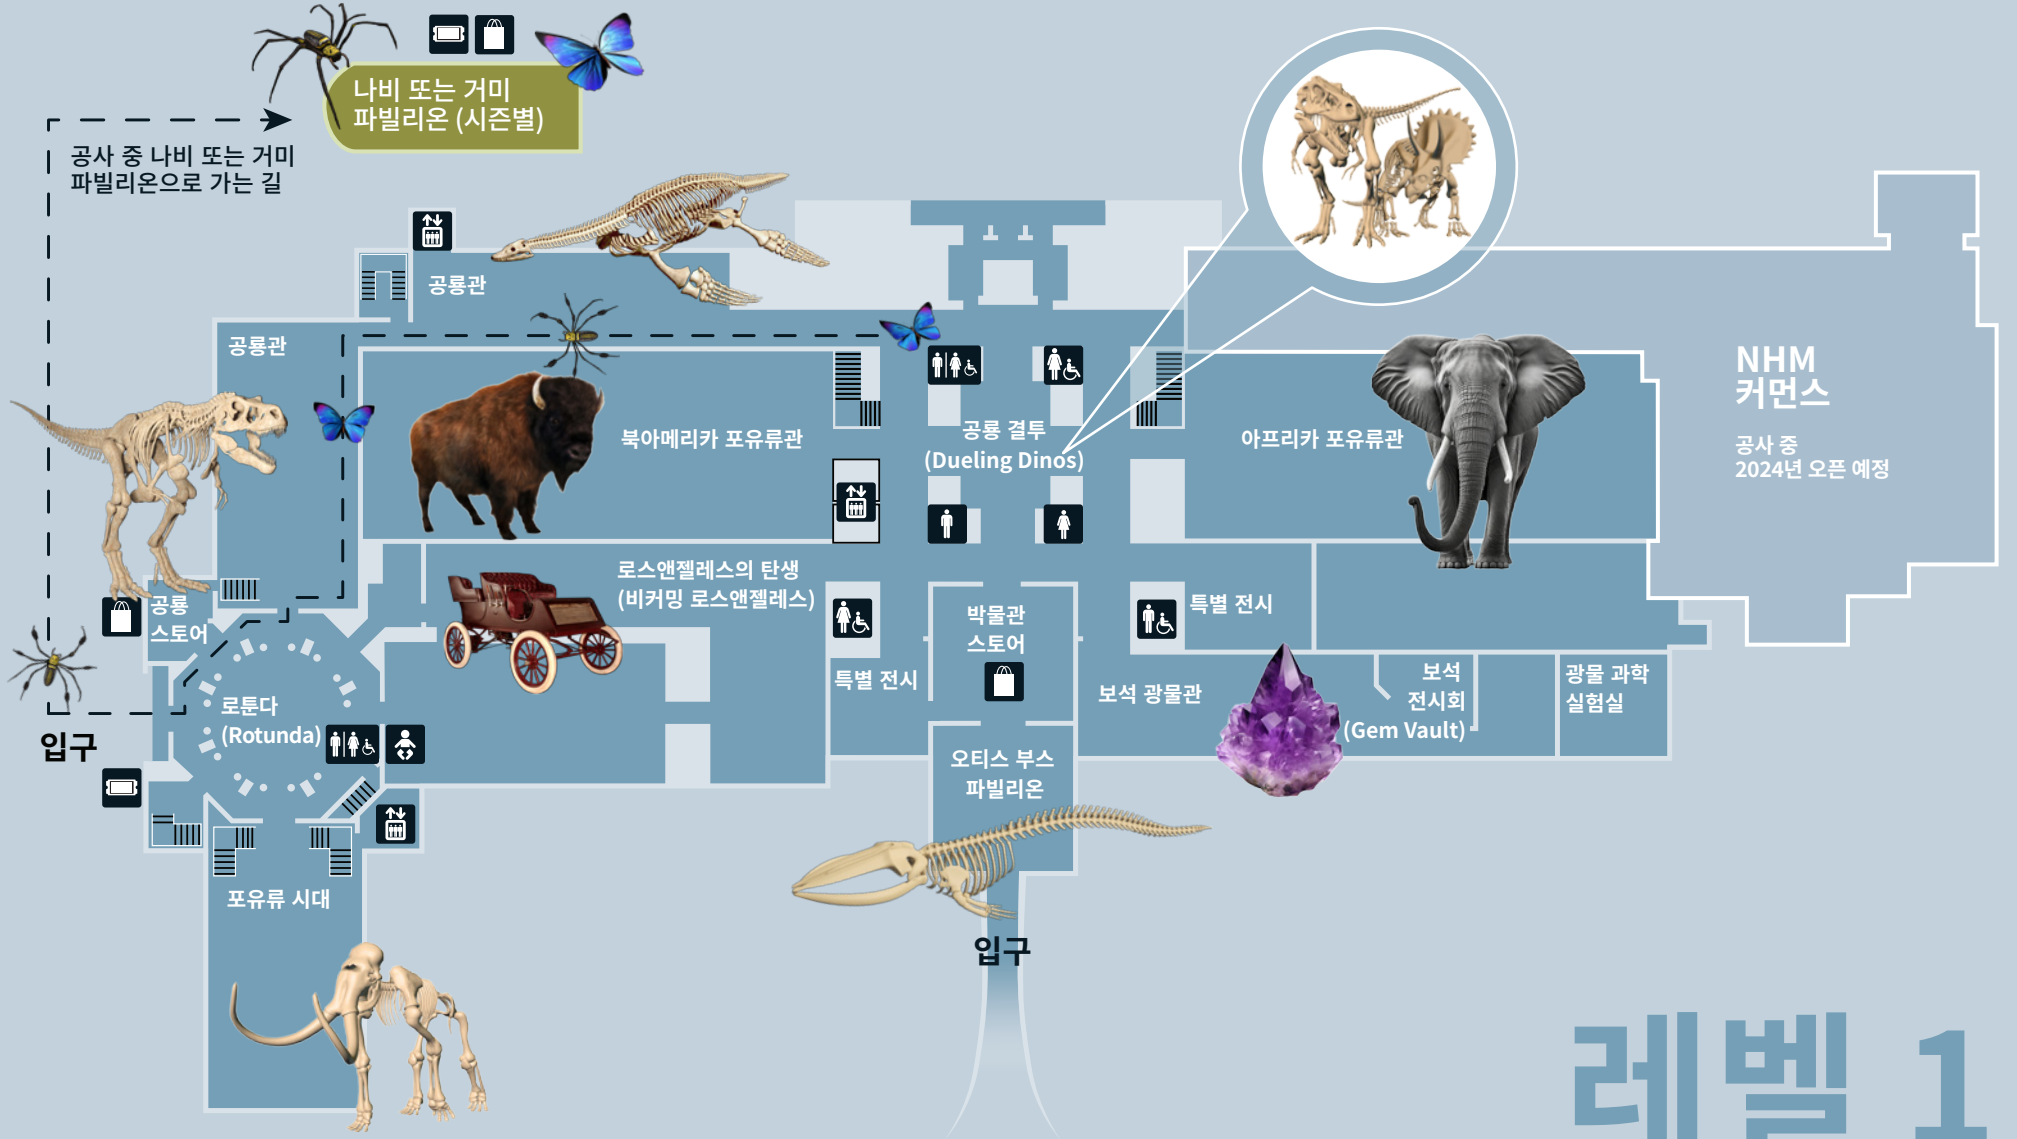 나비 또는 거미
파빌리온 (시즌별)
공사 중 나비 또는 거미
파빌리온으로 가는 길
공룡관
공룡관
북아메리카 포유류관
공룡 결투
(Dueling Dinos)
아프리카 포유류관
NHM
커먼스
공사 중
2024년 오픈 예정
로스앤젤레스의 탄생
(비커밍 로스앤젤레스)
공룡
스토어
박물관
스토어
특별 전시
특별 전시
보석 광물관
보석
전시회
(Gem Vault)
광물 과학
실험실
로툰다
(Rotunda)
입구
오티스 부스
파빌리온
포유류 시대
입구
레벨 1